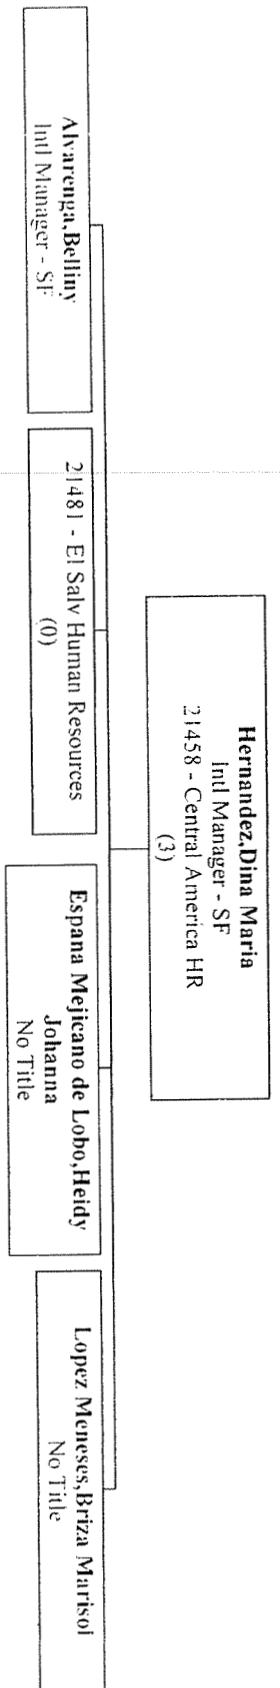 Hernandez,Dina Maria
Intl Manager - SF
21458 - Central America HR
(3)
Alvarenga,Belliny
Intl Manager - SF
21481 - El Salv Human Resources
(0)
Espana Mejicano de Lobo,Heidy
Johanna
No Title
Lopez Meneses,Briza Marisol
No Title